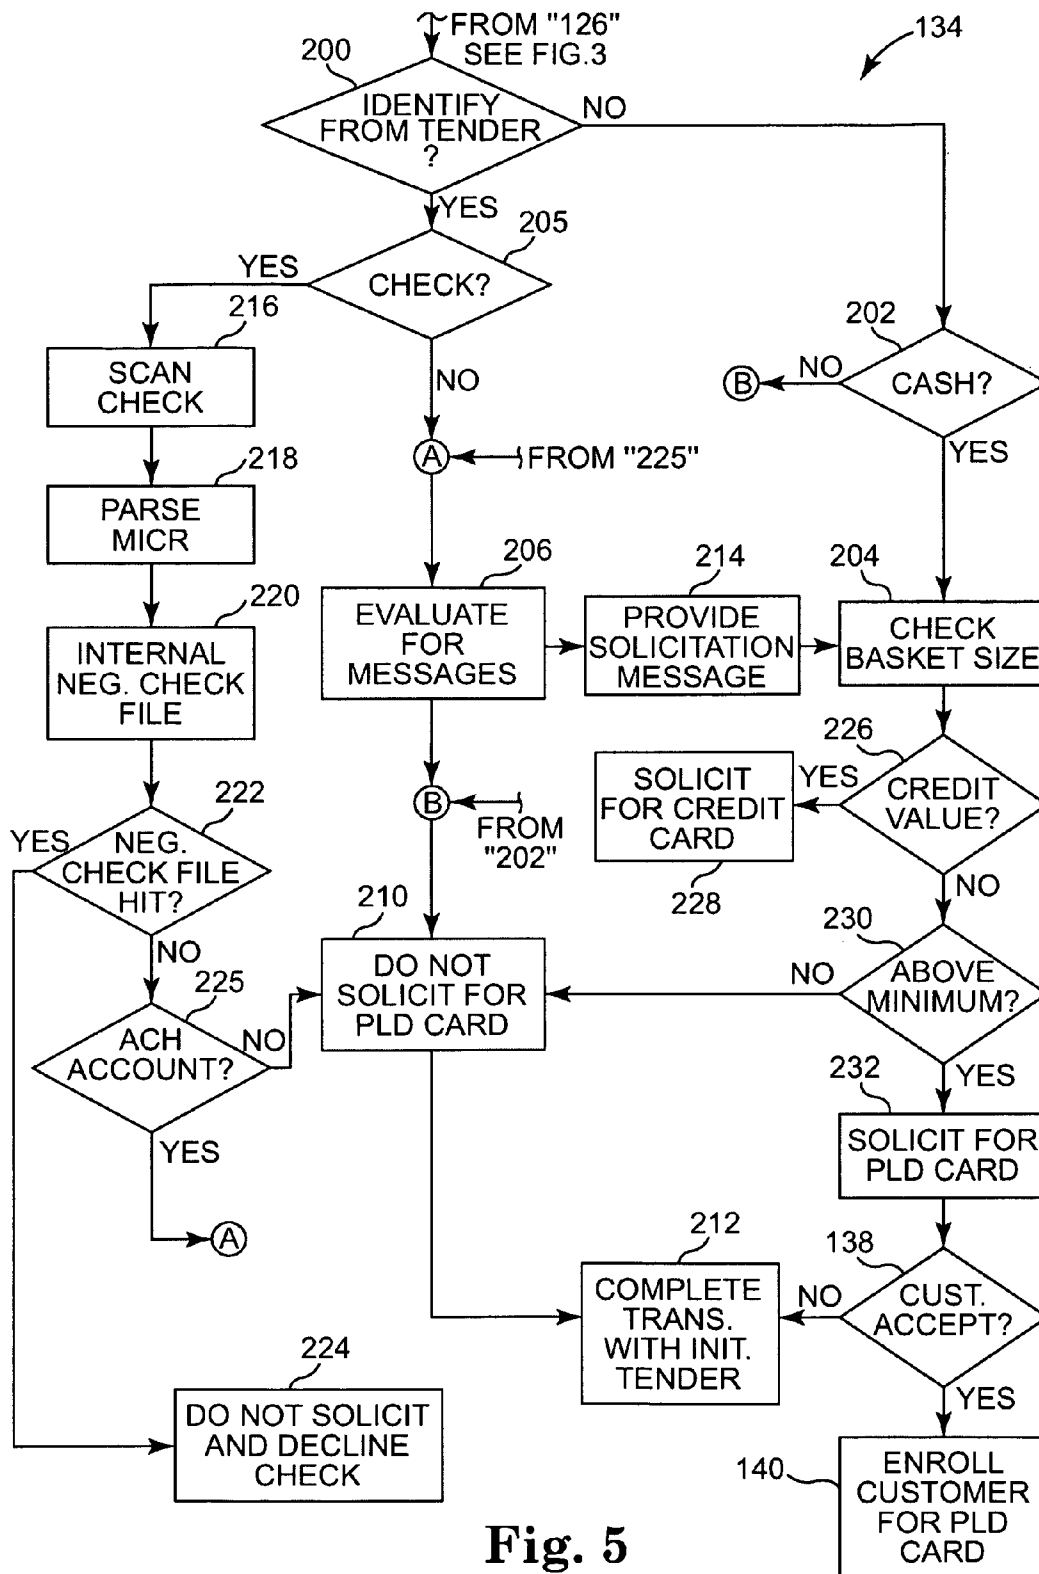 FROM "126"
SEE FIG.3
134
200
IDENTIFY
FROM TENDER
?
NO
YES
205
CHECK?
YES
NO
216
SCAN
CHECK
202
CASH?
NO
B
YES
A
FROM "225"
218
PARSE
MICR
206
EVALUATE
FOR
MESSAGES
214
PROVIDE
SOLICITATION
MESSAGE
204
CHECK
BASKET SIZE
220
INTERNAL
NEG. CHECK
FILE
226
CREDIT
VALUE?
YES
SOLICIT
FOR CREDIT
CARD
228
NO
B
FROM
"202"
222
YES
NEG.
CHECK FILE
HIT?
NO
210
DO NOT
SOLICIT FOR
PLD CARD
230
ABOVE
MINIMUM?
NO
YES
225
ACH
ACCOUNT?
NO
YES
A
232
SOLICIT FOR
PLD CARD
212
COMPLETE
TRANS.
WITH INIT.
TENDER
138
CUST.
ACCEPT?
NO
YES
224
DO NOT SOLICIT
AND DECLINE
CHECK
140
ENROLL
CUSTOMER
FOR PLD
CARD
Fig. 5